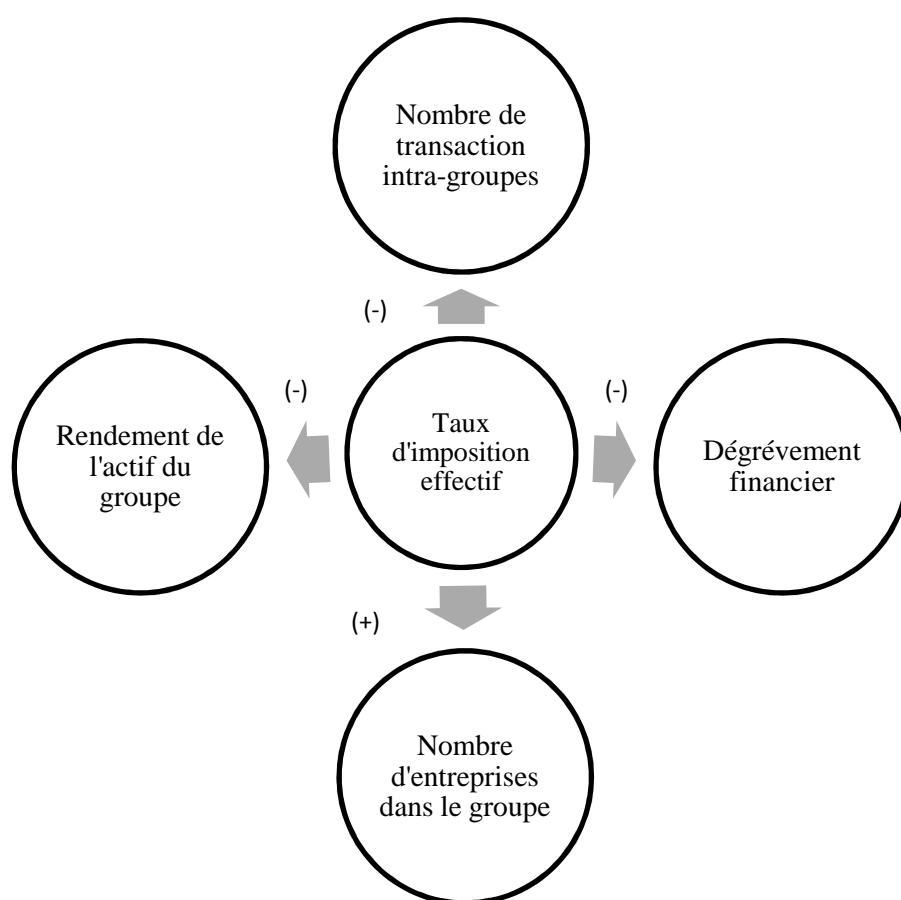 Nombre de
transaction
intra-groupes
(-)
(-)
(-)
Rendement de
l'actif du
groupe
Taux
d'imposition
effectif
Dégrévement
financier
(+)
Nombre
d'entreprises
dans le groupe